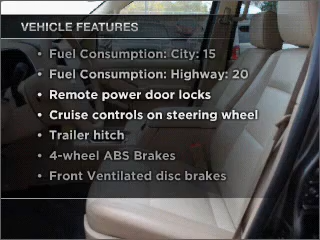 VEHICLE FEATURES
• Fuel Consumption: City: 15
• Fuel Consumption: Highway: 20
• Remote power door locks
• Cruise controls on steering wheel
• Trailer hitch
• 4-wheel ABS Brakes
• Front Ventilated disc brakes